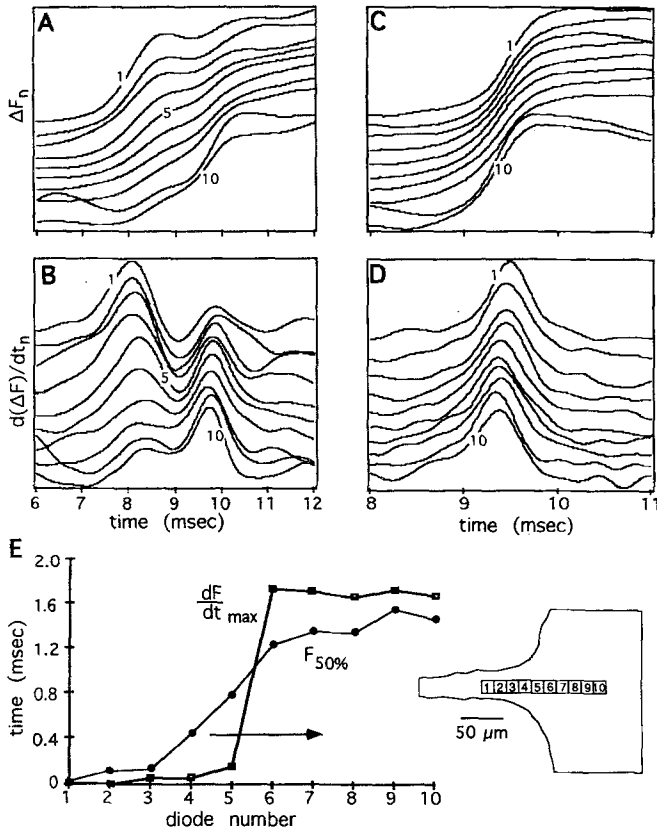 A
ΔFn
1
5
10
C
1
10
B
d(ΔF)/dtn
1
5
10
6 7 8 9 10 11 12
time (msec)
D
1
10
8 9 10 11
time (msec)
E
time (msec)
2.0
1.6
1.2
0.8
0.4
0
dF
dt max
F50%
1 2 3 4 5 6 7 8 9 10
diode number
1 2 3 4 5 6 7 8 9 10
50 μm